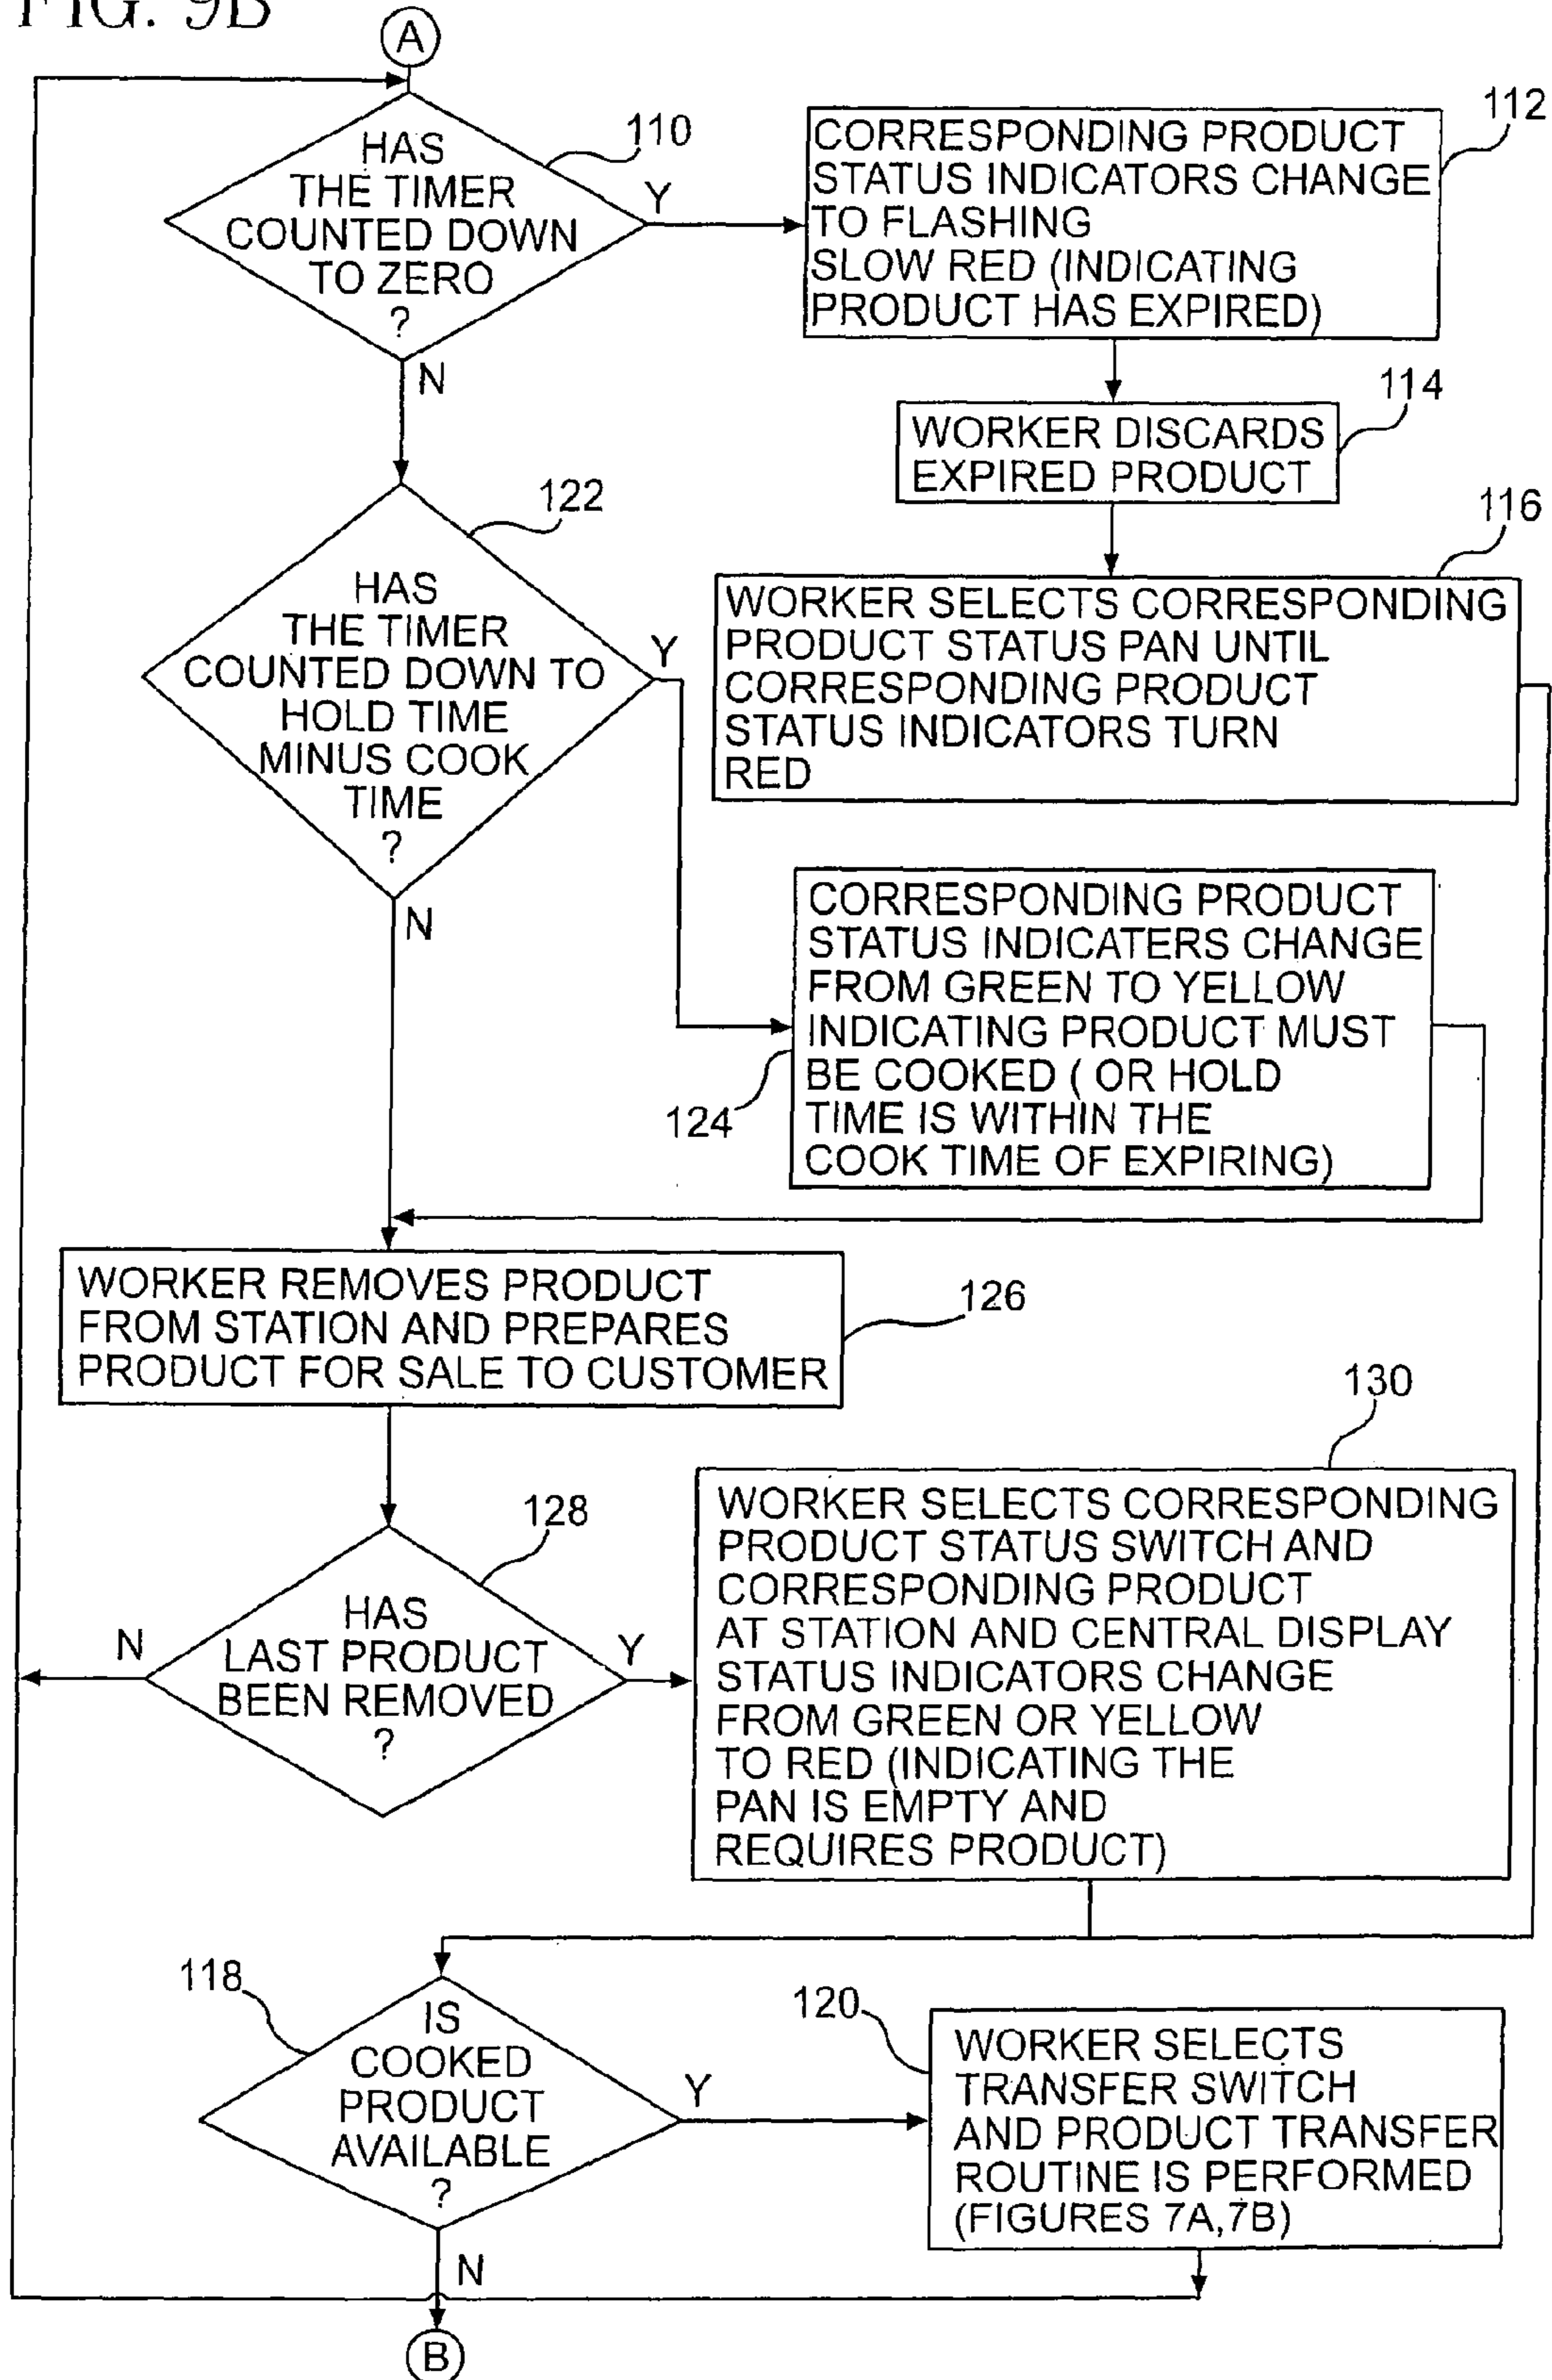 FIG. 9B
A
HAS
THE TIMER
COUNTED DOWN
TO ZERO
?
110
Y
N
CORRESPONDING PRODUCT
STATUS INDICATORS CHANGE
TO FLASHING
SLOW RED (INDICATING
PRODUCT HAS EXPIRED)
112
WORKER DISCARDS
EXPIRED PRODUCT
114
WORKER SELECTS CORRESPONDING
PRODUCT STATUS PAN UNTIL
CORRESPONDING PRODUCT
STATUS INDICATORS TURN
RED
116
HAS
THE TIMER
COUNTED DOWN TO
HOLD TIME
MINUS COOK
TIME
?
122
Y
N
CORRESPONDING PRODUCT
STATUS INDICATERS CHANGE
FROM GREEN TO YELLOW
INDICATING PRODUCT MUST
BE COOKED ( OR HOLD
TIME IS WITHIN THE
COOK TIME OF EXPIRING)
124
WORKER REMOVES PRODUCT
FROM STATION AND PREPARES
PRODUCT FOR SALE TO CUSTOMER
126
HAS
LAST PRODUCT
BEEN REMOVED
?
128
N
Y
WORKER SELECTS CORRESPONDING
PRODUCT STATUS SWITCH AND
CORRESPONDING PRODUCT
AT STATION AND CENTRAL DISPLAY
STATUS INDICATORS CHANGE
FROM GREEN OR YELLOW
TO RED (INDICATING THE
PAN IS EMPTY AND
REQUIRES PRODUCT)
130
IS
COOKED
PRODUCT
AVAILABLE
?
118
Y
N
WORKER SELECTS
TRANSFER SWITCH
AND PRODUCT TRANSFER
ROUTINE IS PERFORMED
(FIGURES 7A,7B)
120
B